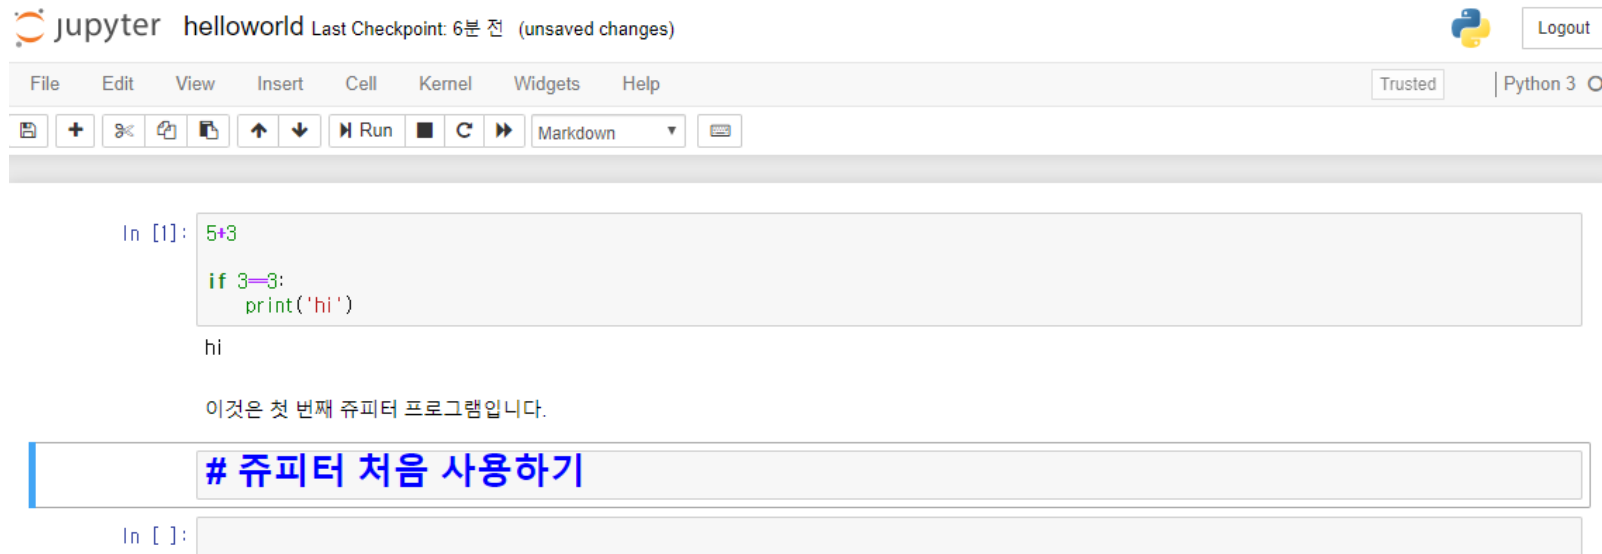 jupyter helloworld Last Checkpoint: 6분 전 (unsaved changes) Logout
File Edit View Insert Cell Kernel Widgets Help Trusted Python 3
Run Markdown
In [1]: 5+3
if 3==3:
print('hi')
hi
이것은 첫 번째 쥬피터 프로그램입니다.
# 쥬피터 처음 사용하기
In [ ]: